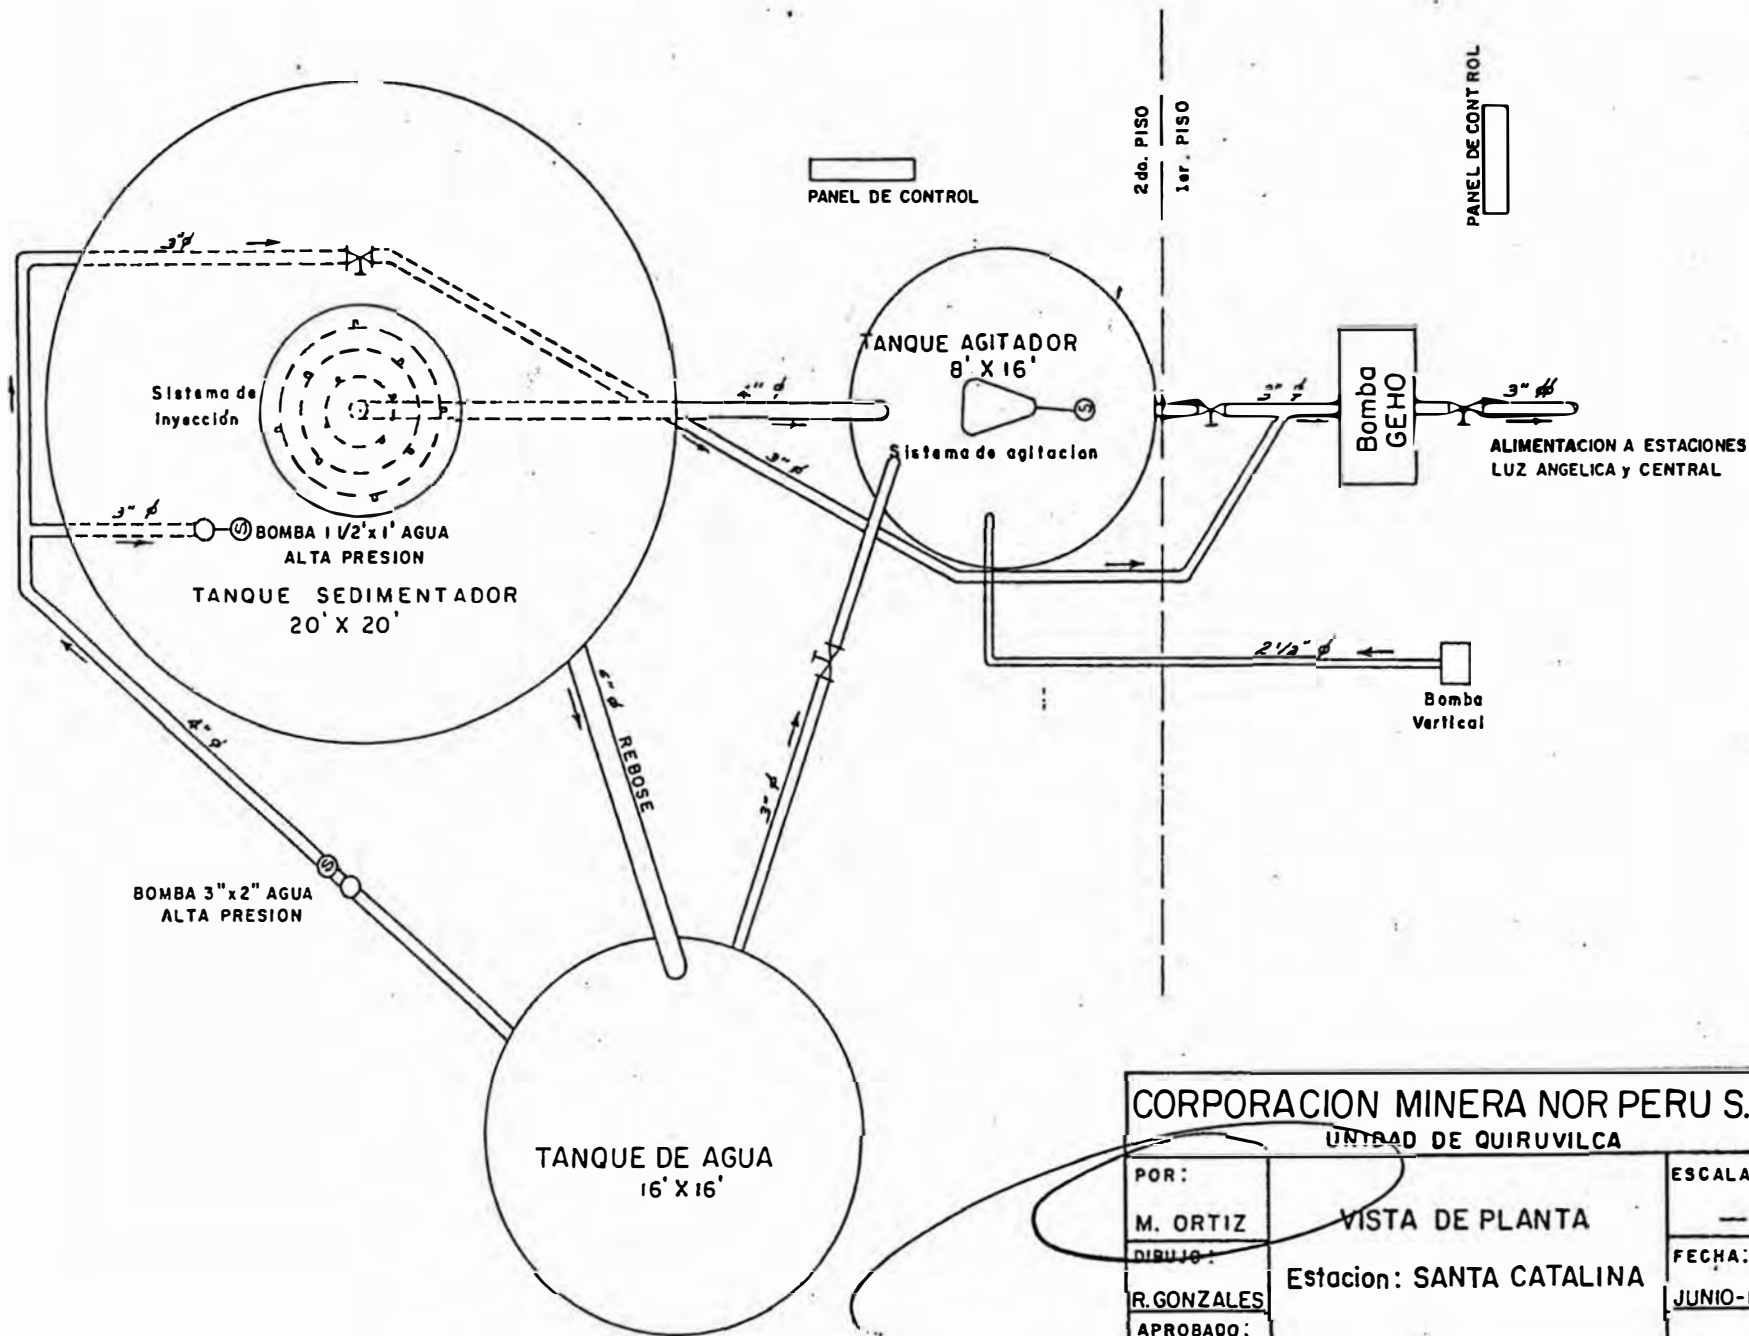 2do. PISO
1er. PISO
PANEL DE CONTROL
PANEL DE CONTROL
3" ø
TANQUE AGITADOR
8' X 16'
Sistema de
inyección
4" ø
Sistema de agitacion
3" ø
Bomba
GEHO
3" ø
ALIMENTACION A ESTACIONES
LUZ ANGELICA y CENTRAL
3" ø
BOMBA 1 1/2' x 1' AGUA
ALTA PRESION
TANQUE SEDIMENTADOR
20' X 20'
2 1/2" ø
Bomba
Vertical
4" ø
6" ø REBOSE
3" ø
BOMBA 3" x 2" AGUA
ALTA PRESION
TANQUE DE AGUA
16' X 16'
CORPORACION MINERA NOR PERU S.
UNIDAD DE QUIRUVILCA
POR:
M. ORTIZ
DIBUJO:
R. GONZALES
APROBADO:
VISTA DE PLANTA
Estacion: SANTA CATALINA
ESCALA
—
FECHA:
JUNIO-
S
S
S